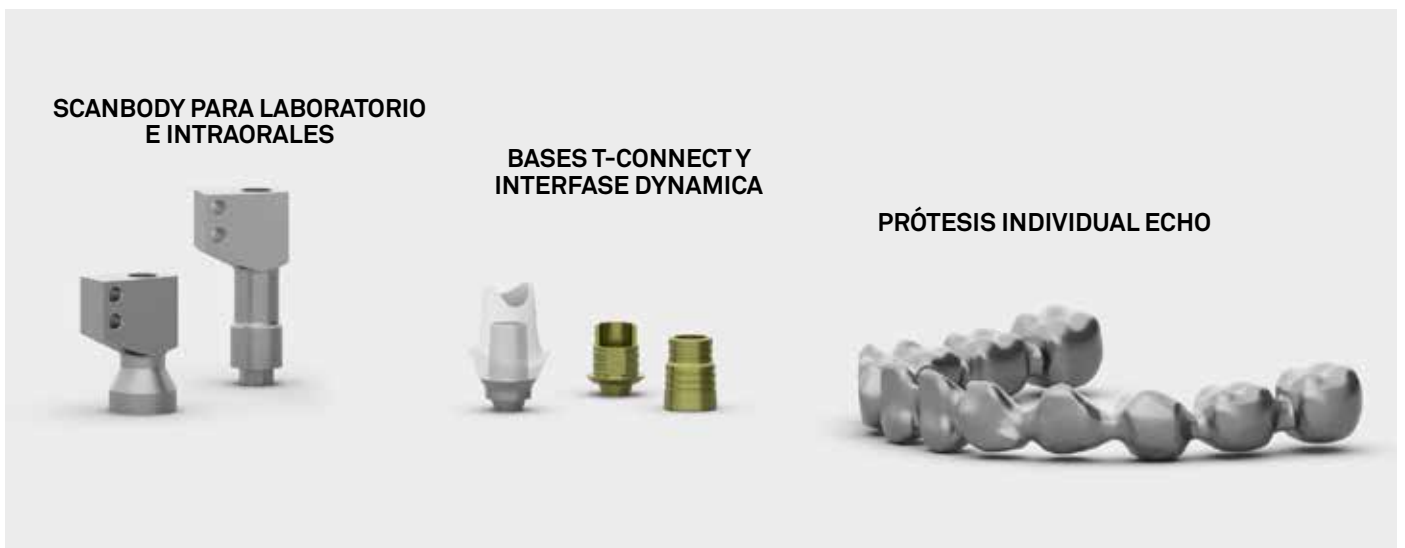 SCANBODY PARA LABORATORIO
E INTRAORALES
BASES T-CONNECT Y
INTERFASE DYNAMICA
PRÓTESIS INDIVIDUAL ECHO